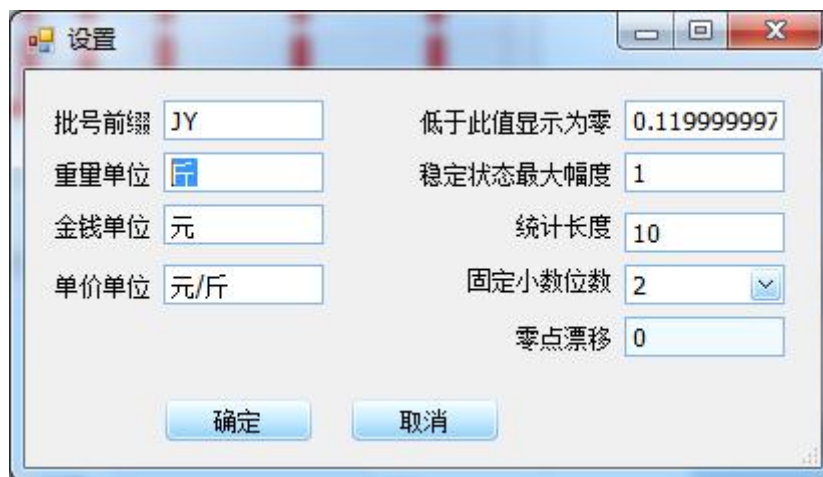 设置
批号前缀 JY 低于此值显示为零 0.119999997
重量单位 斤 稳定状态最大幅度 1
金钱单位 元 统计长度 10
单价单位 元/斤 固定小数位数 2
零点漂移 0
确定 取消